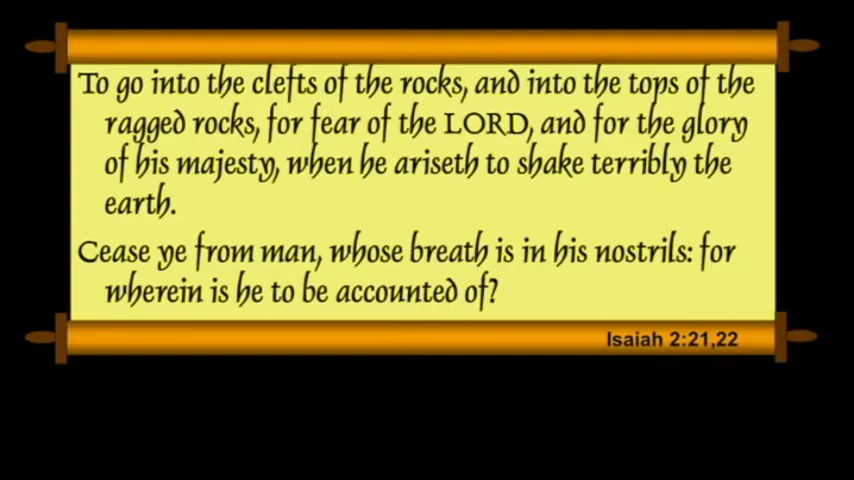 To go into the clefts of the rocks, and into the tops of the
ragged rocks, for fear of the LORD, and for the glory
of his majesty, when he ariseth to shake terribly the
earth.
Cease ye from man, whose breath is in his nostrils: for
wherein is he to be accounted of?
Isaiah 2:21,22